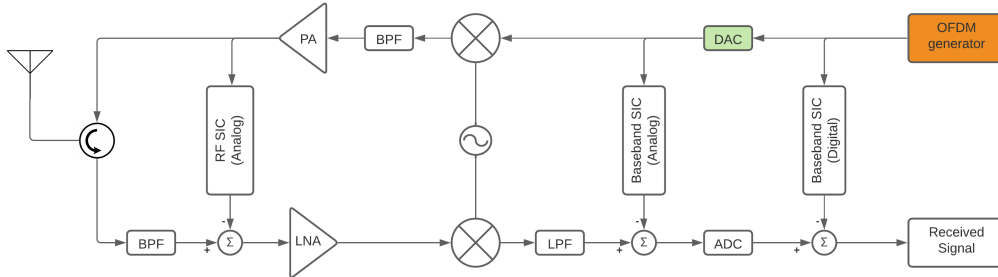 OFDM
generator
DAC
BPF
PA
RF SIC
(Analog)
Baseband SIC
(Analog)
Baseband SIC
(Digital)
BPF
-
+
Σ
LNA
LPF
-
+
Σ
ADC
-
+
Σ
Received
Signal